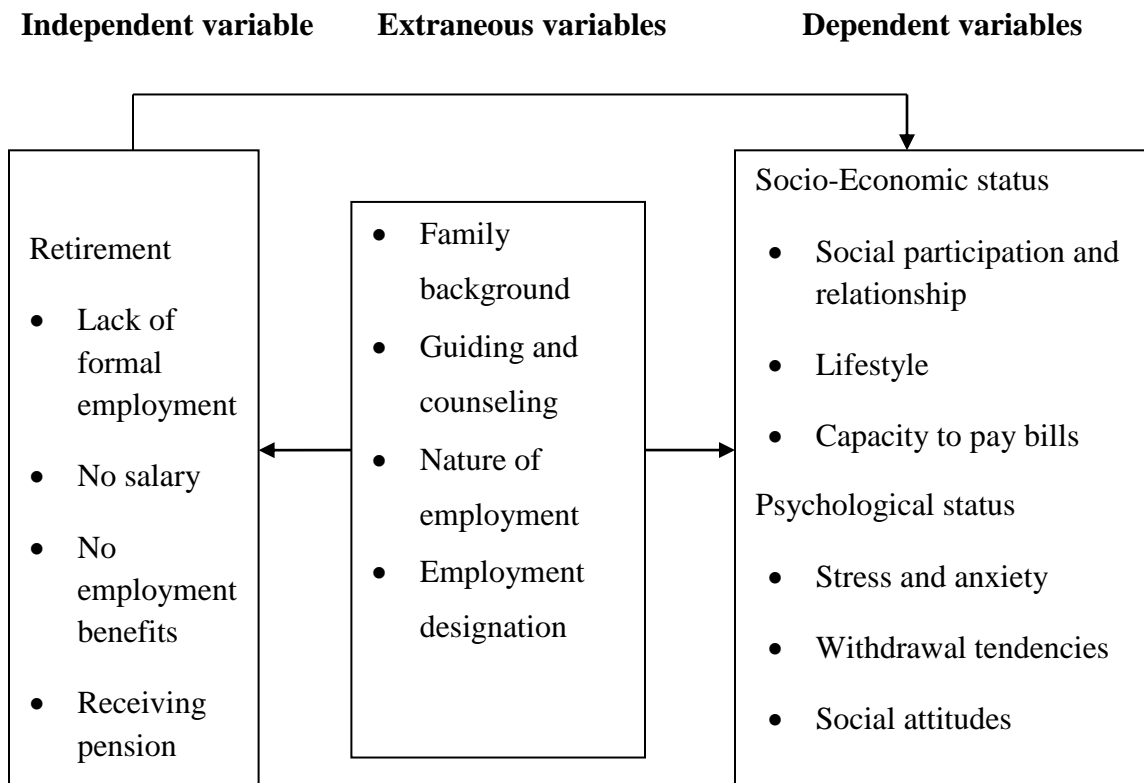 Independent variable
Extraneous variables
Dependent variables
Retirement
• Lack of
formal
employment
• No salary
• No
employment
benefits
• Receiving
pension
• Family
background
• Guiding and
counseling
• Nature of
employment
• Employment
designation
Socio-Economic status
• Social participation and
relationship
• Lifestyle
• Capacity to pay bills
Psychological status
• Stress and anxiety
• Withdrawal tendencies
• Social attitudes